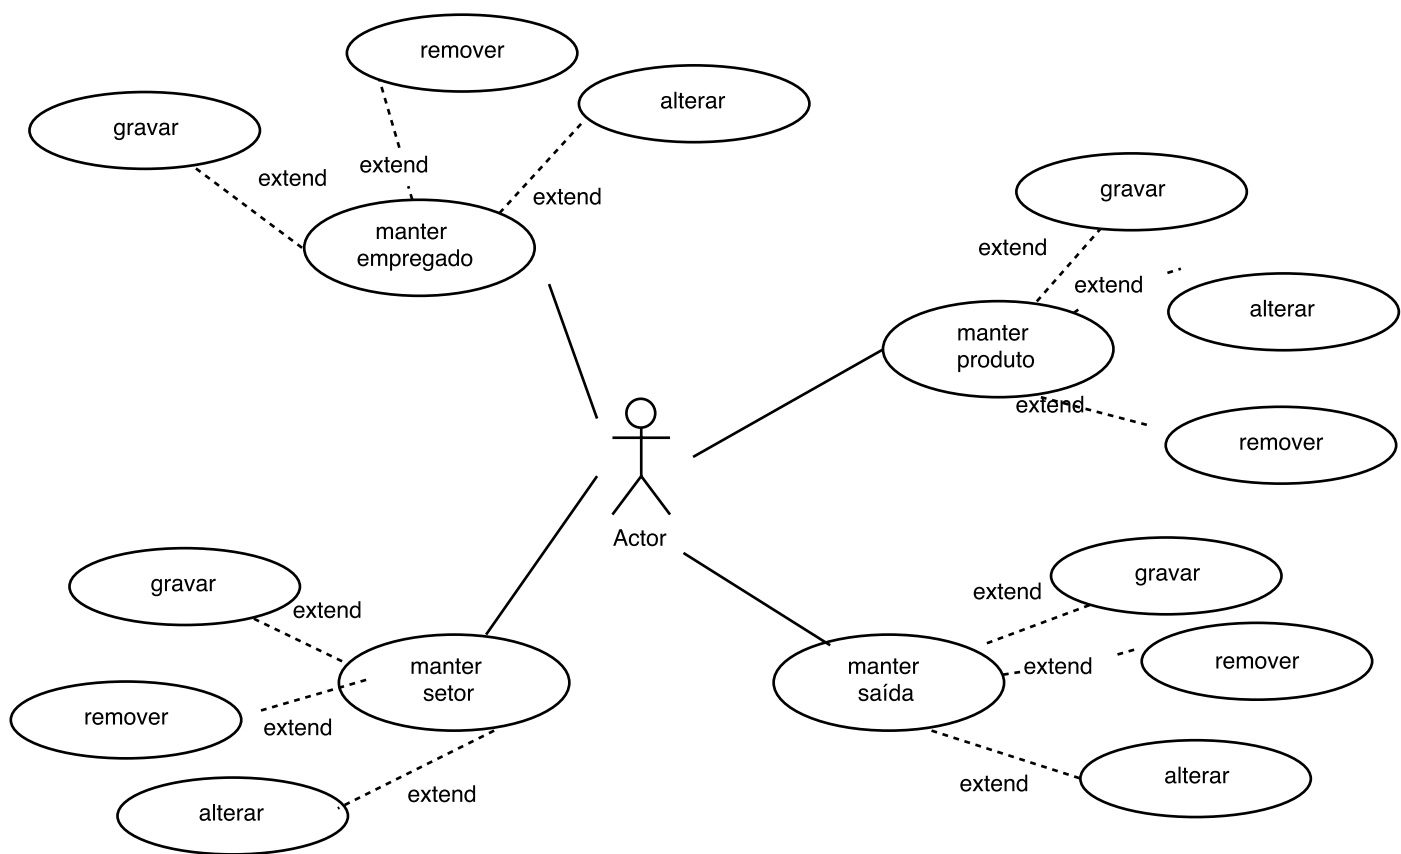 remover
alterar
gravar
extend
extend
extend
manter
empregado
gravar
extend
extend
alterar
manter
produto
extend
remover
Actor
gravar
extend
manter
setor
remover
extend
alterar
extend
gravar
extend
manter
saída
extend
remover
extend
alterar